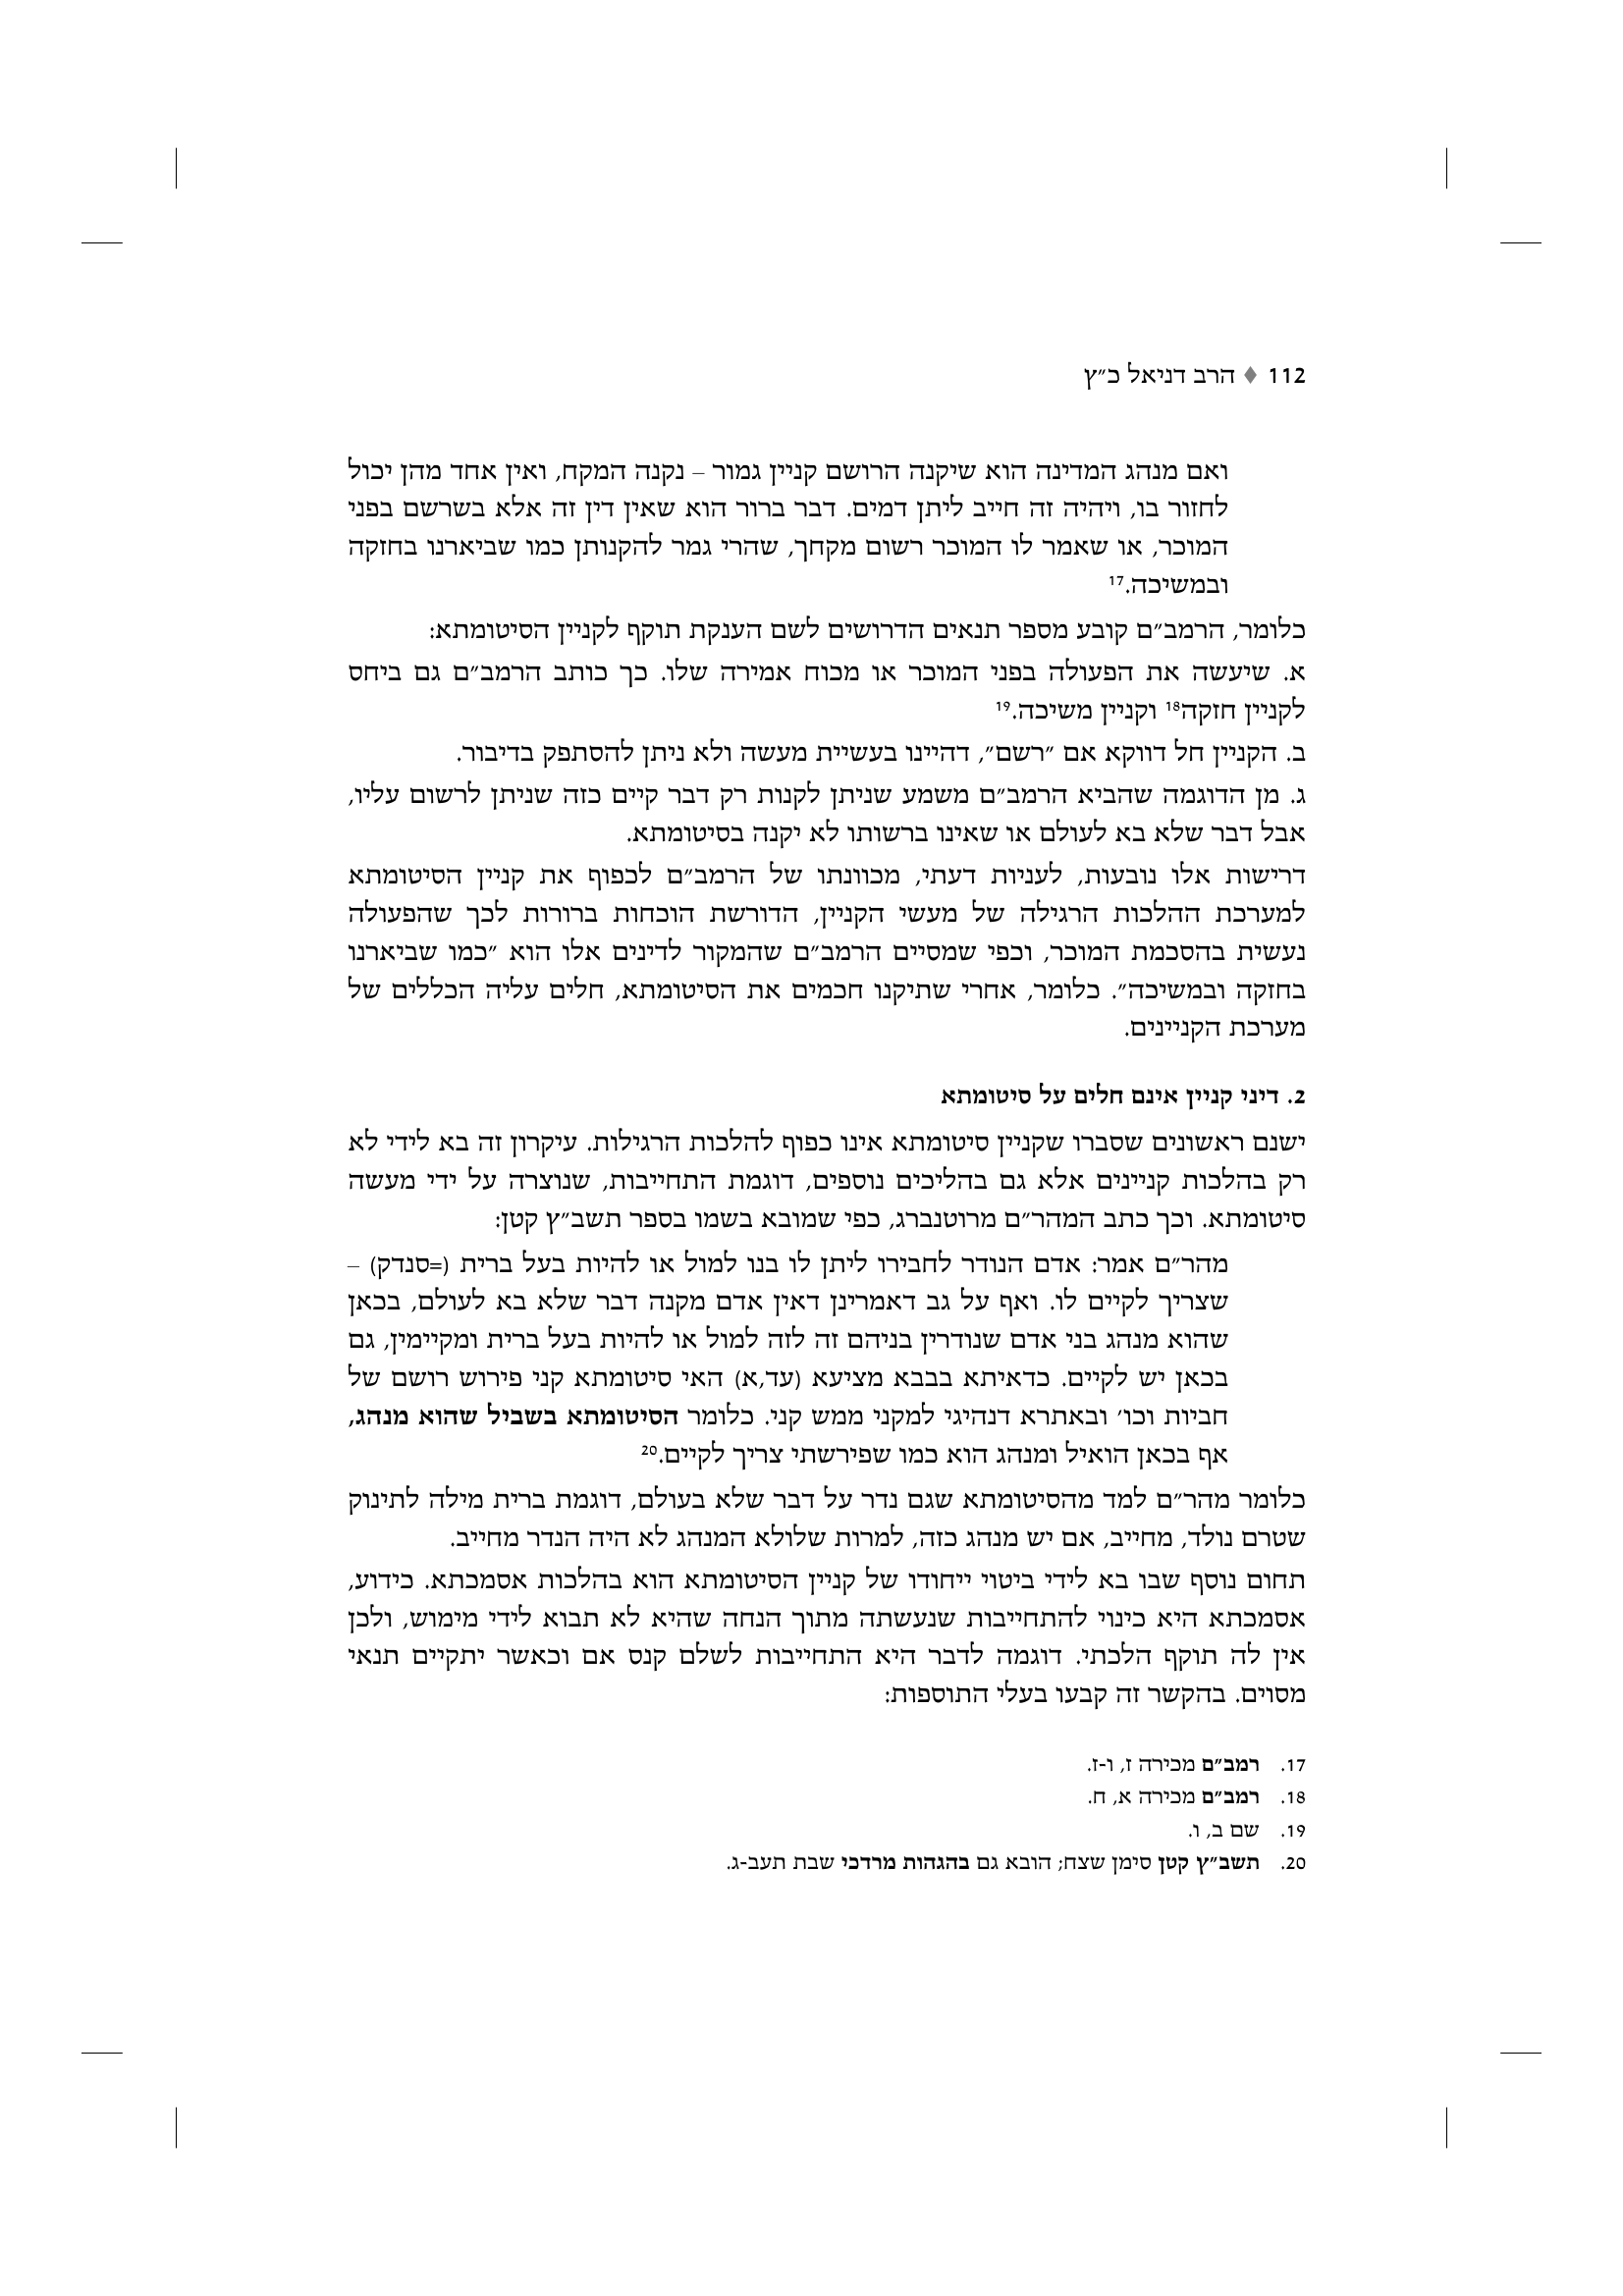 112 ♦ הרב דניאל כ״ץ
ואם מנהג המדינה הוא שיקנה הרושם קניין גמור – נקנה המקח, ואין אחד מהן יכול
לחזור בו, ויהיה זה חייב ליתן דמים. דבר ברור הוא שאין דין זה אלא בשרשם בפני
המוכר, או שאמר לו המוכר רשום מקחך, שהרי גמר להקנותן כמו שביארנו בחזקה
ובמשיכה.17
כלומר, הרמב״ם קובע מספר תנאים הדרושים לשם הענקת תוקף לקניין הסיטומתא:
א. שיעשה את הפעולה בפני המוכר או מכוח אמירה שלו. כך כותב הרמב״ם גם ביחס
לקניין חזקה18 וקניין משיכה.19
ב. הקניין חל דווקא אם ״רשם״, דהיינו בעשיית מעשה ולא ניתן להסתפק בדיבור.
ג. מן הדוגמה שהביא הרמב״ם משמע שניתן לקנות רק דבר קיים כזה שניתן לרשום עליו,
אבל דבר שלא בא לעולם או שאינו ברשותו לא יקנה בסיטומתא.
דרישות אלו נובעות, לעניות דעתי, מכוונתו של הרמב״ם לכפוף את קניין הסיטומתא
למערכת ההלכות הרגילה של מעשי הקניין, הדורשת הוכחות ברורות לכך שהפעולה
נעשית בהסכמת המוכר, וכפי שמסיים הרמב״ם שהמקור לדינים אלו הוא ״כמו שביארנו
בחזקה ובמשיכה״. כלומר, אחרי שתיקנו חכמים את הסיטומתא, חלים עליה הכללים של
מערכת הקניינים.
2. דיני קניין אינם חלים על סיטומתא
ישנם ראשונים שסברו שקניין סיטומתא אינו כפוף להלכות הרגילות. עיקרון זה בא לידי לא
רק בהלכות קניינים אלא גם בהליכים נוספים, דוגמת התחייבות, שנוצרה על ידי מעשה
סיטומתא. וכך כתב המהר״ם מרוטנברג, כפי שמובא בשמו בספר תשב״ץ קטן:
מהר״ם אמר: אדם הנודר לחבירו ליתן לו בנו למול או להיות בעל ברית (=סנדק) –
שצריך לקיים לו. ואף על גב דאמרינן דאין אדם מקנה דבר שלא בא לעולם, בכאן
שהוא מנהג בני אדם שנודרין בניהם זה לזה למול או להיות בעל ברית ומקיימין, גם
בכאן יש לקיים. כדאיתא בבבא מציעא (עד,א) האי סיטומתא קני פירוש רושם של
חביות וכו׳ ובאתרא דנהיגי למקני ממש קני. כלומר הסיטומתא בשביל שהוא מנהג,
אף בכאן הואיל ומנהג הוא כמו שפירשתי צריך לקיים.20
כלומר מהר״ם למד מהסיטומתא שגם נדר על דבר שלא בעולם, דוגמת ברית מילה לתינוק
שטרם נולד, מחייב, אם יש מנהג כזה, למרות שלולא המנהג לא היה הנדר מחייב.
תחום נוסף שבו בא לידי ביטוי ייחודו של קניין הסיטומתא הוא בהלכות אסמכתא. כידוע,
אסמכתא היא כינוי להתחייבות שנעשתה מתוך הנחה שהיא לא תבוא לידי מימוש, ולכן
אין לה תוקף הלכתי. דוגמה לדבר היא התחייבות לשלם קנס אם וכאשר יתקיים תנאי
מסוים. בהקשר זה קבעו בעלי התוספות:
17. רמב״ם מכירה ז, ו-ז.
18. רמב״ם מכירה א, ח.
19. שם ב, ו.
20. תשב״ץ קטן סימן שצח; הובא גם בהגהות מרדכי שבת תעב-ג.